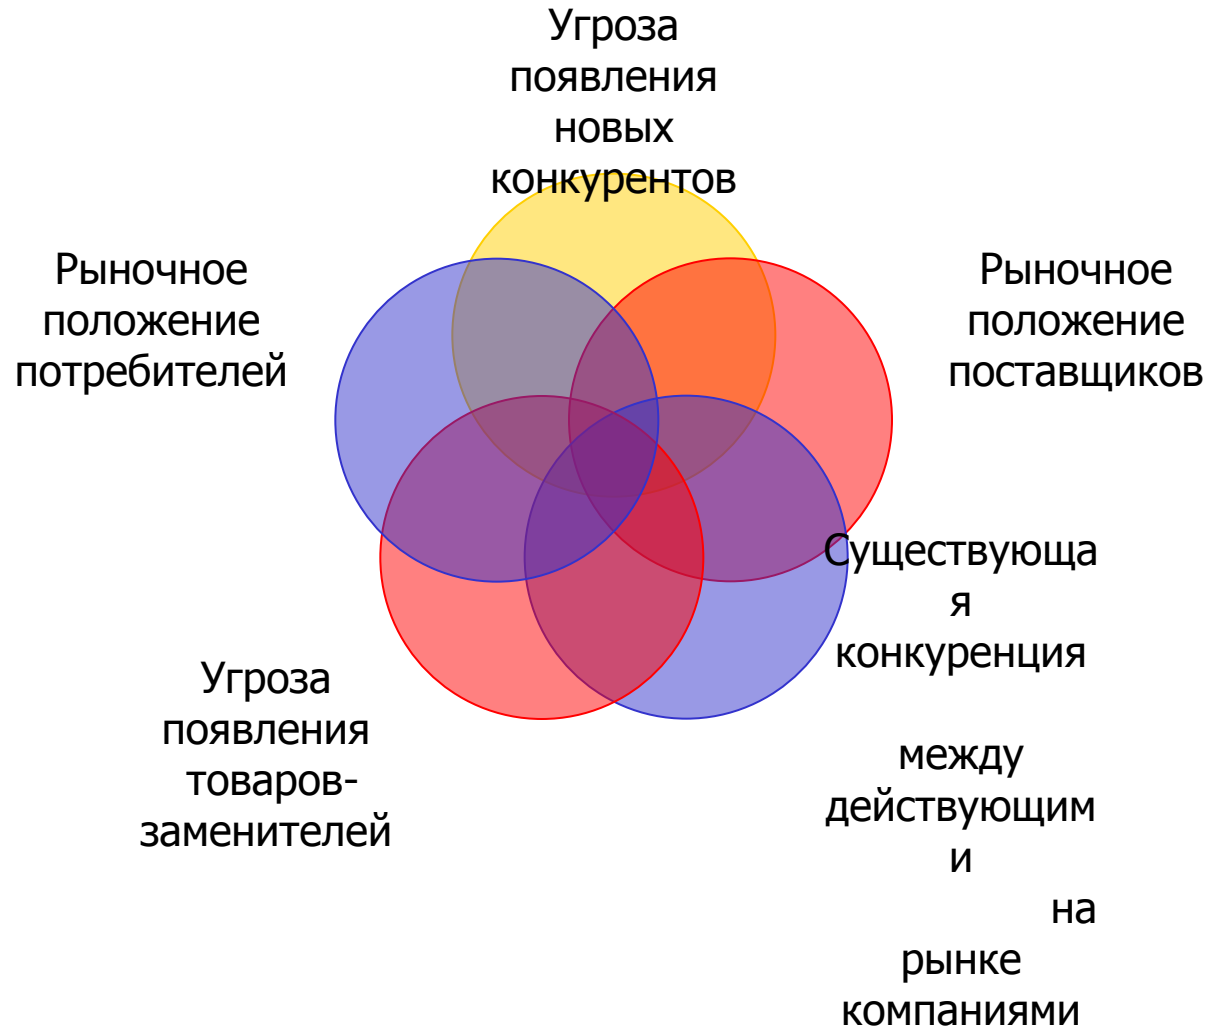 Угроза
появления
новых
конкурентов
Рыночное
положение
потребителей
Рыночное
положение
поставщиков
Существующа
я
конкуренция
между
действующим
и
на
рынке
компаниями
Угроза
появления
товаров-
заменителей